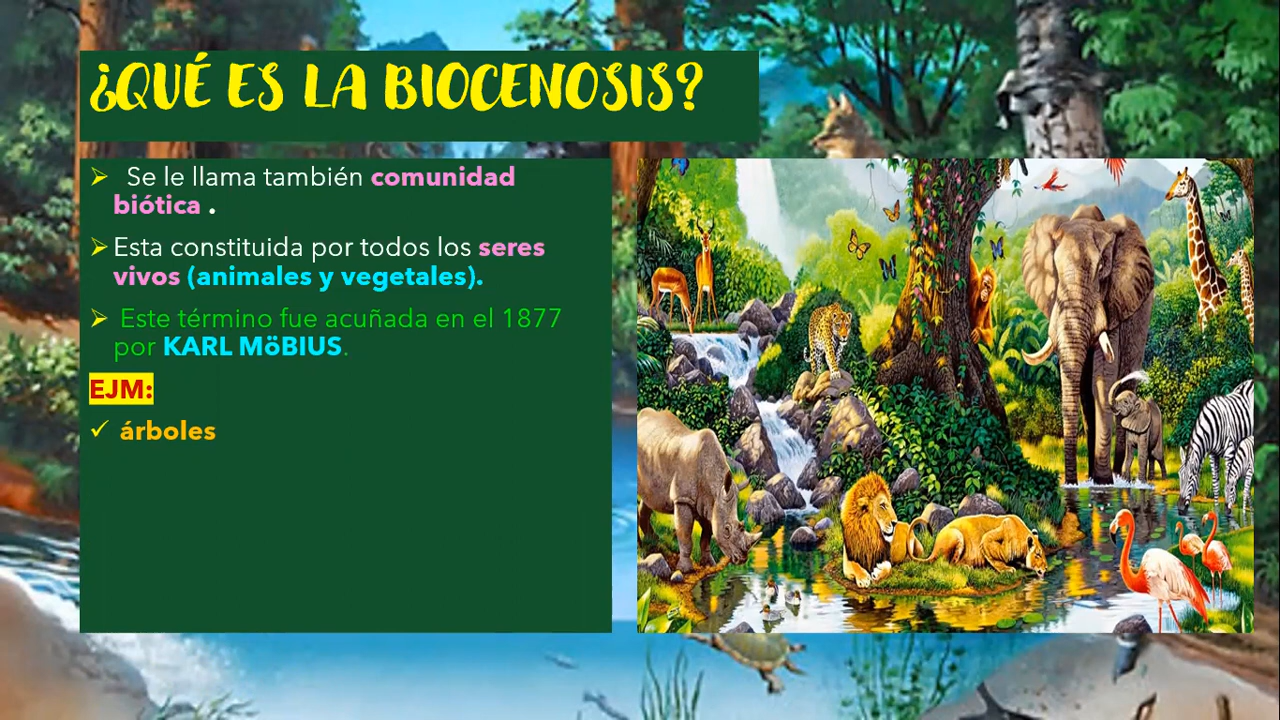 ¿QUÉ ES LA BIOCENOSIS?
➢ Se le llama también comunidad
biótica .
➢ Esta constituida por todos los seres
vivos (animales y vegetales).
➢ Este término fue acuñada en el 1877
por KARL MöBIUS.
EJM:
✓ árboles